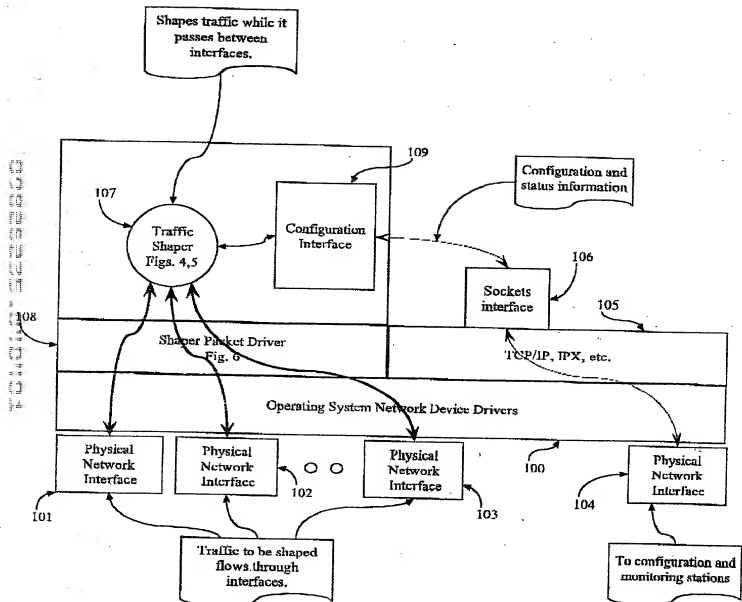 Shapes traffic while it
passes between
interfaces.
109
107
Traffic
Shaper
Figs. 4,5
Configuration
Interface
Configuration and
status information
106
Sockets
interface
105
108
Shaper Packet Driver
Fig. 6
TCP/IP, IPX, etc.
Operating System Network Device Drivers
100
Physical
Network
Interface
101
Physical
Network
Interface
102
Physical
Network
Interface
103
Physical
Network
Interface
104
Traffic to be shaped
flows through
interfaces.
To configuration and
monitoring stations